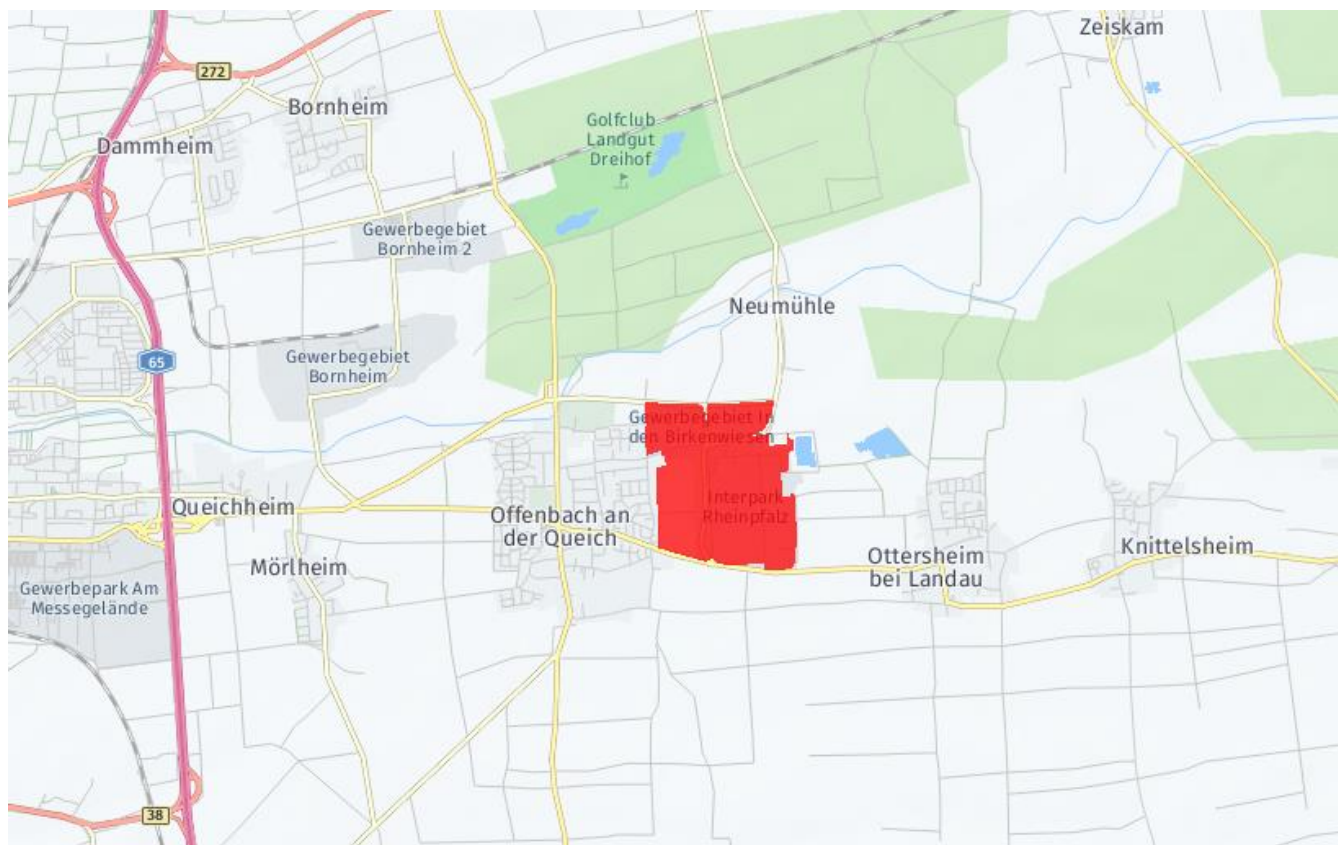 Zeiskam
272
Bornheim
Golfclub
Landgut
Dreihof
Dammheim
Gewerbegebiet
Bornheim 2
Neumühle
65
Gewerbegebiet
Bornheim
Gewerbegebiet In
den Birkenwiesen
Queichheim
Interpark
Rheinpfalz
Offenbach an
der Queich
Ottersheim
bei Landau
Knittelsheim
Mörlheim
Gewerbepark Am
Messegelände
38